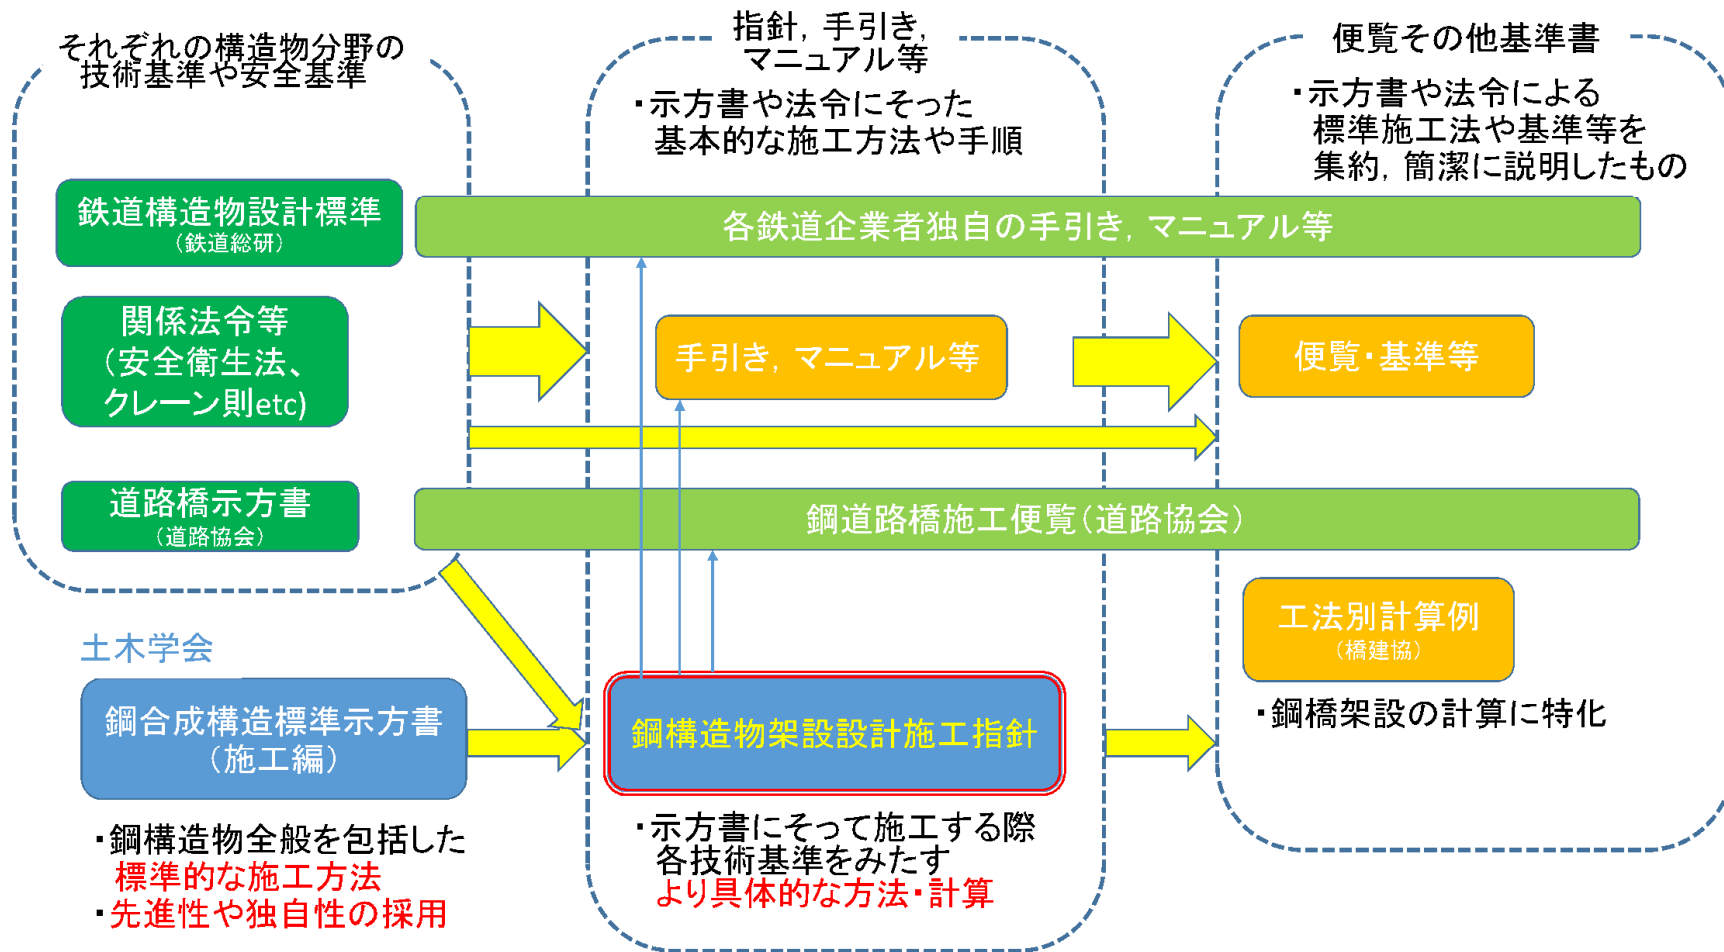 それぞれの構造物分野の
技術基準や安全基準
指針，手引き，
マニュアル等
・示方書や法令にそった
基本的な施工方法や手順
便覧その他基準書
・示方書や法令による
標準施工法や基準等を
集約，簡潔に説明したもの
鉄道構造物設計標準
（鉄道総研）
各鉄道企業者独自の手引き，マニュアル等
関係法令等
（安全衛生法、
クレーン則etc)
手引き，マニュアル等
便覧・基準等
道路橋示方書
（道路協会）
鋼道路橋施工便覧（道路協会）
工法別計算例
（橋建協）
・鋼橋架設の計算に特化
土木学会
鋼合成構造標準示方書
（施工編）
鋼構造物架設設計施工指針
・鋼構造物全般を包括した
標準的な施工方法
・先進性や独自性の採用
・示方書にそって施工する際
各技術基準をみたす
より具体的な方法・計算